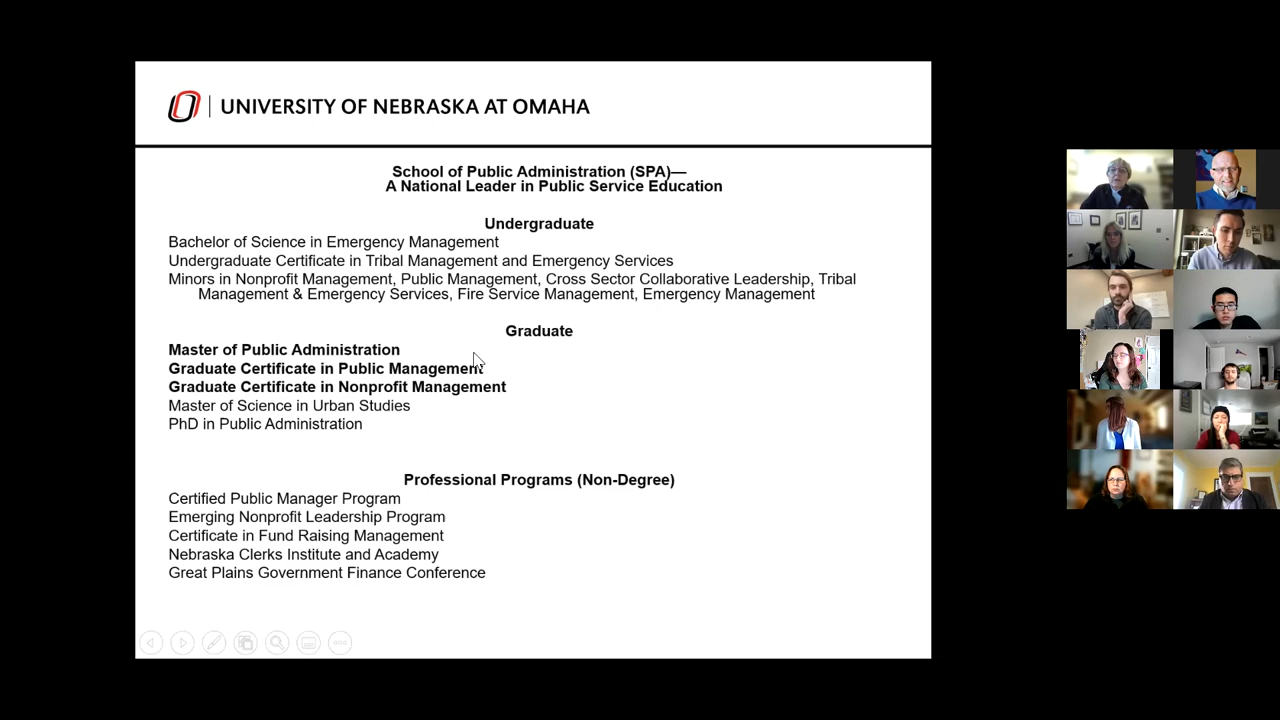 UNIVERSITY OF NEBRASKA AT OMAHA
School of Public Administration (SPA)—
A National Leader in Public Service Education
Undergraduate
Bachelor of Science in Emergency Management
Undergraduate Certificate in Tribal Management and Emergency Services
Minors in Nonprofit Management, Public Management, Cross Sector Collaborative Leadership, Tribal
Management & Emergency Services, Fire Service Management, Emergency Management
Graduate
Master of Public Administration
Graduate Certificate in Public Management
Graduate Certificate in Nonprofit Management
Master of Science in Urban Studies
PhD in Public Administration
Professional Programs (Non-Degree)
Certified Public Manager Program
Emerging Nonprofit Leadership Program
Certificate in Fund Raising Management
Nebraska Clerks Institute and Academy
Great Plains Government Finance Conference